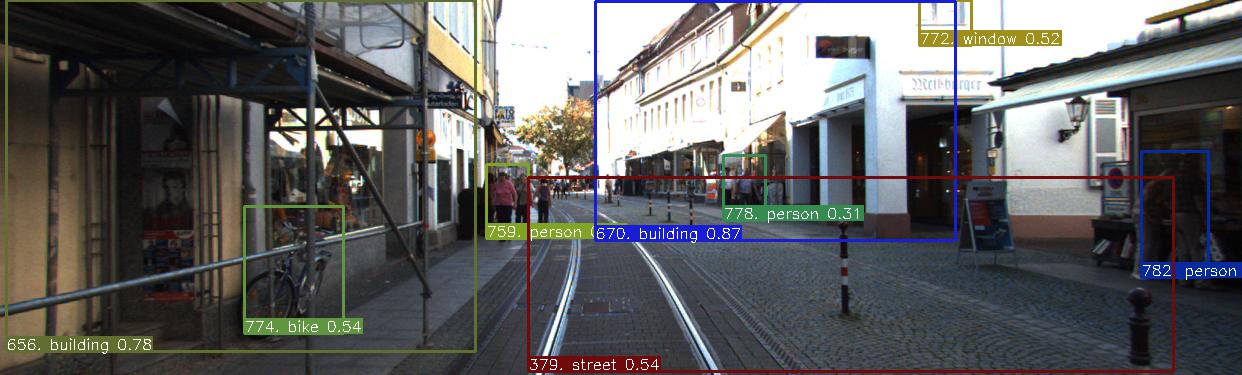 772. window 0.52
Meißburger
778. person 0.31
759. person
670. building 0.87
782 person
774. bike 0.54
656. building 0.78
379. street 0.54